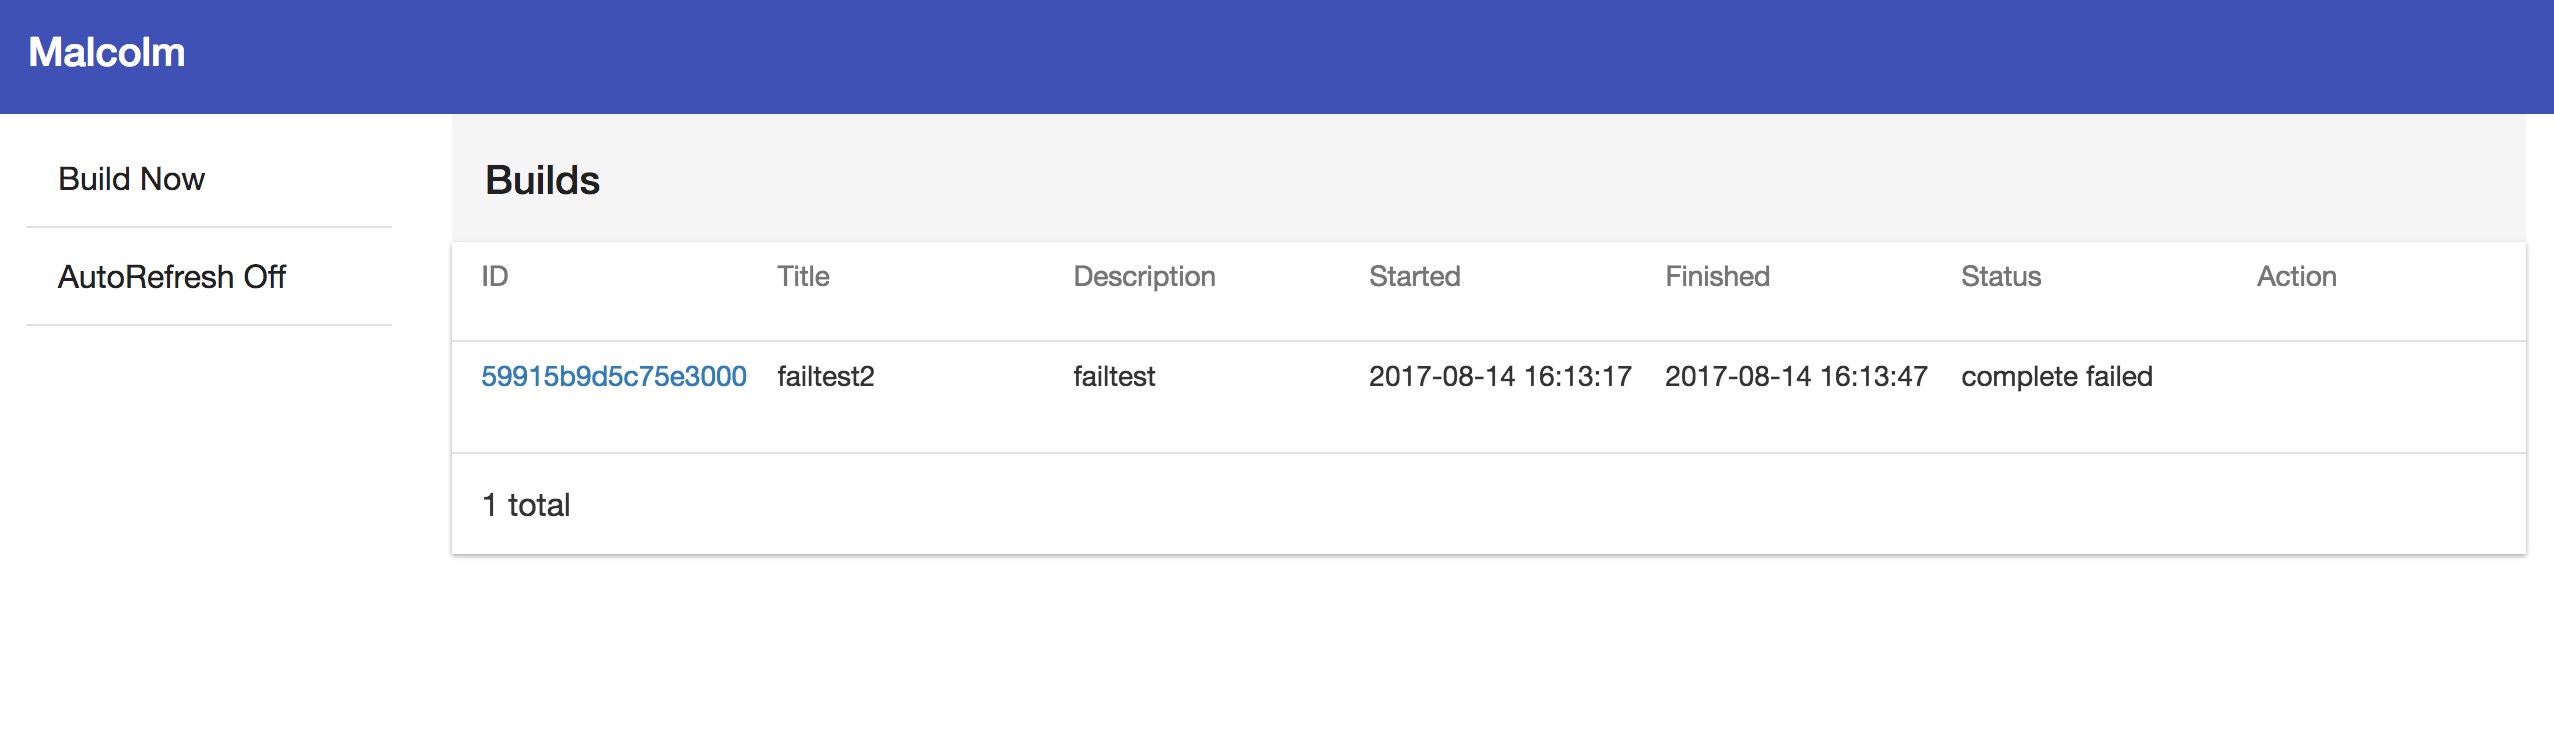 Malcolm
Build Now
AutoRefresh Off
Builds
ID Title Description Started Finished Status Action
59915b9d5c75e3000 failtest2 failtest 2017-08-14 16:13:17 2017-08-14 16:13:47 complete failed
1 total